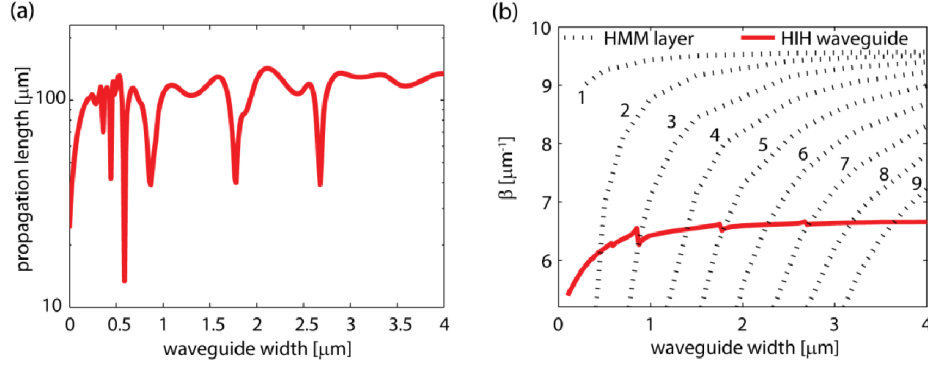 (a)
propagation length [μm]
100
10
0 0.5 1 1.5 2 2.5 3 3.5 4
waveguide width [μm]
(b)
HMM layer HIH waveguide
β [μm⁻¹]
10
9
8
7
6
1 2 3 4 5 6 7 8 9
0 1 2 3 4
waveguide width [μm]